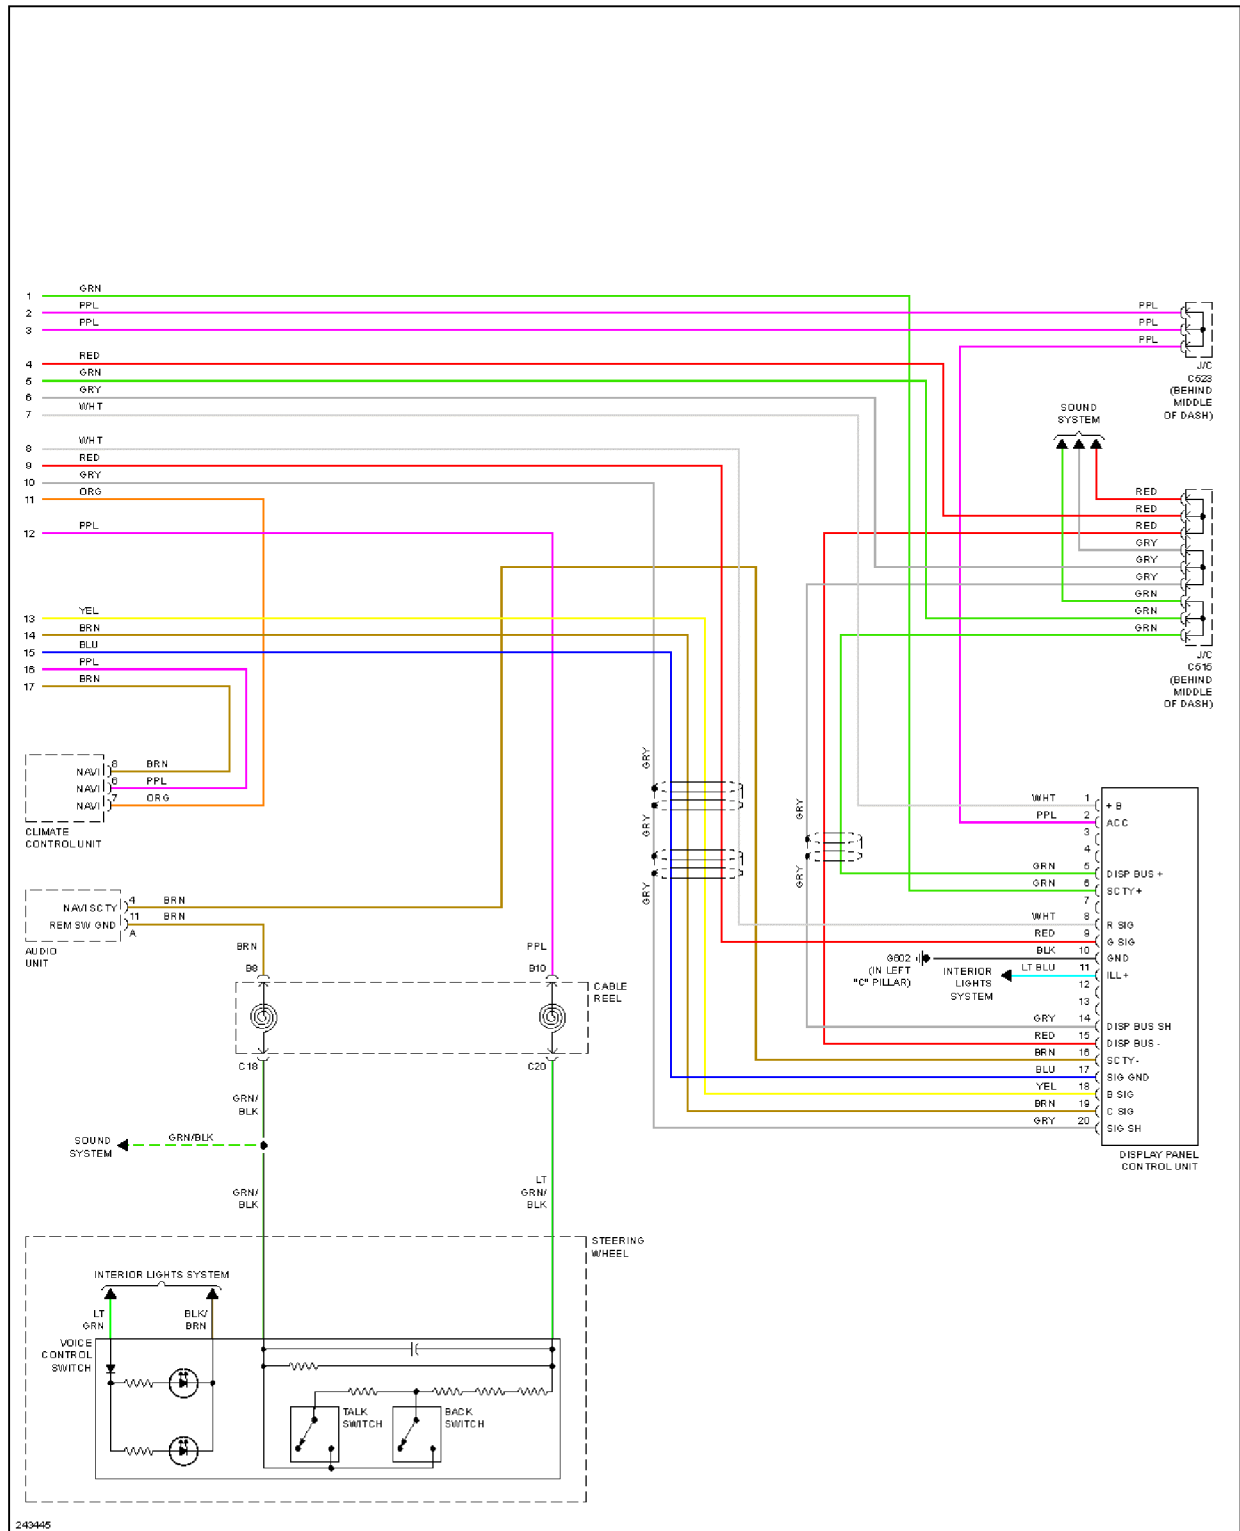 1 GRN
2 PPL PPL
3 PPL PPL
PPL
J/C
C523
(BEHIND
MIDDLE
OF DASH)
4 RED
5 GRN
6 GRY
7 WHT
SOUND
SYSTEM
8 WHT
9 RED
10 GRY
11 ORG
12 PPL
RED
RED
RED
GRY
GRY
GRY
GRN
GRN
GRN
J/C
C515
(BEHIND
MIDDLE
OF DASH)
13 YEL
14 BRN
15 BLU
16 PPL
17 BRN
NAVI 8 BRN
NAVI 6 PPL
NAVI 7 ORG
CLIMATE
CONTROL UNIT
GRY
GRY
GRY
GRY
GRY
NAVI SCTY 4 BRN
REM SW GND 11 BRN
A
AUDIO
UNIT
BRN PPL
B8 B10
CABLE
REEL
C18 C20
GRN/
BLK
SOUND
SYSTEM
GRN/BLK
GRN/
BLK
LT
GRN/
BLK
WHT 1 + B
PPL 2 ACC
3
4
GRN 5 DISP BUS +
GRN 6 SCTY+
7
WHT 8 R SIG
RED 9 G SIG
BLK 10 GND
LT BLU 11 ILL+
12
13
GRY 14 DISP BUS SH
RED 15 DISP BUS -
BRN 16 SCTY-
BLU 17 SIG GND
YEL 18 B SIG
BRN 19 C SIG
GRY 20 SIG SH
G602
(IN LEFT
"C" PILLAR)
INTERIOR
LIGHTS
SYSTEM
DISPLAY PANEL
CONTROL UNIT
STEERING
WHEEL
INTERIOR LIGHTS SYSTEM
LT
GRN
BLK/
BRN
VOICE
CONTROL
SWITCH
TALK
SWITCH
BACK
SWITCH
243445